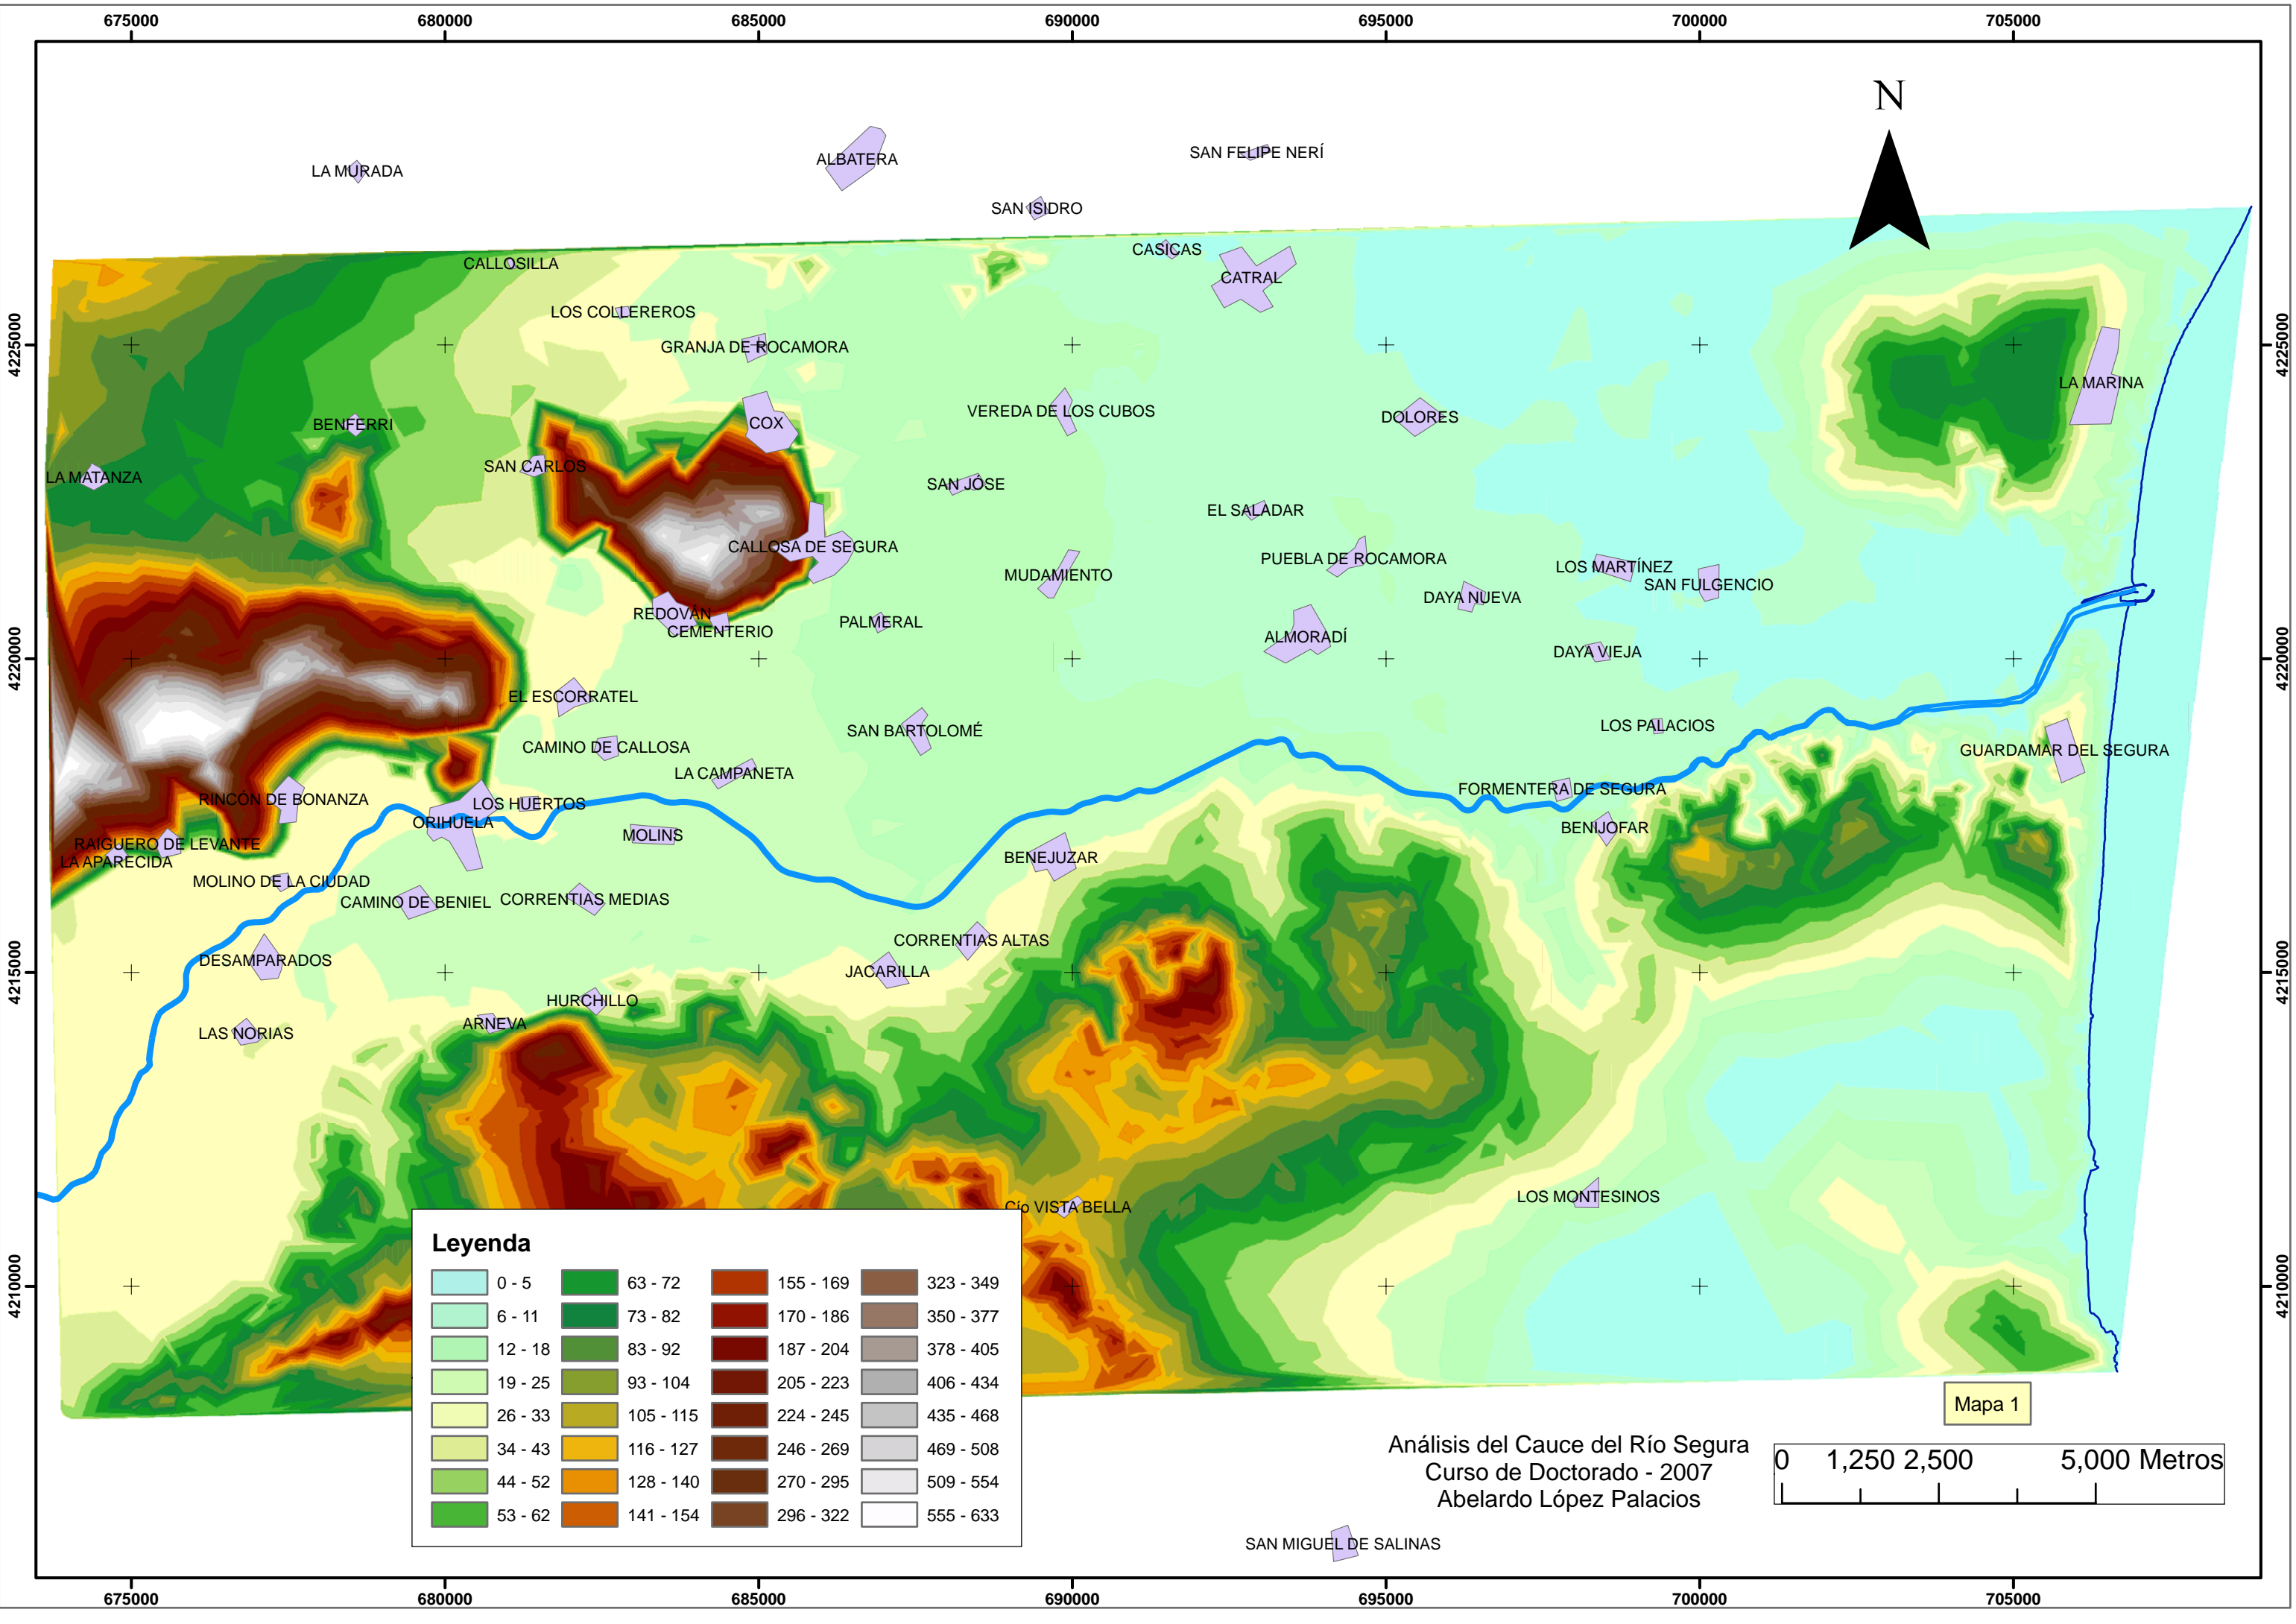 675000 680000 685000 690000 695000 700000 705000
N
ALBATERA
SAN FELIPE NERÍ
LA MURADA
SAN ISIDRO
CASICAS
CALLOSILLA
CATRAL
LOS COLLEREROS
4225000
4225000
GRANJA DE ROCAMORA
LA MARINA
VEREDA DE LOS CUBOS
DOLORES
BENFERRI
COX
SAN CARLOS
LA MATANZA
SAN JÓSE
EL SALADAR
CALLOSA DE SEGURA
PUEBLA DE ROCAMORA
LOS MARTÍNEZ
MUDAMIENTO
SAN FULGENCIO
DAYA NUEVA
REDOVÁN
PALMERAL
CEMENTERIO
ALMORADÍ
DAYA VIEJA
4220000
4220000
EL ESCORRATEL
LOS PALACIOS
SAN BARTOLOMÉ
CAMINO DE CALLOSA
GUARDAMAR DEL SEGURA
LA CAMPANETA
FORMENTERA DE SEGURA
RINCÓN DE BONANZA
LOS HUERTOS
ORIHUELA
BENIJOFAR
MOLINS
RAIGUERO DE LEVANTE
BENEJUZAR
LA APARECIDA
MOLINO DE LA CIUDAD
CAMINO DE BENIEL
CORRENTIAS MEDIAS
CORRENTIAS ALTAS
DESAMPARADOS
JACARILLA
4215000
4215000
HURCHILLO
ARNEVA
LAS NORIAS
LOS MONTESINOS
Cío VISTA BELLA
4210000
4210000
Leyenda
0 - 5 63 - 72 155 - 169 323 - 349
6 - 11 73 - 82 170 - 186 350 - 377
12 - 18 83 - 92 187 - 204 378 - 405
19 - 25 93 - 104 205 - 223 406 - 434
26 - 33 105 - 115 224 - 245 435 - 468
34 - 43 116 - 127 246 - 269 469 - 508
44 - 52 128 - 140 270 - 295 509 - 554
53 - 62 141 - 154 296 - 322 555 - 633
Mapa 1
Análisis del Cauce del Río Segura
Curso de Doctorado - 2007
Abelardo López Palacios
0 1,250 2,500 5,000 Metros
SAN MIGUEL DE SALINAS
675000 680000 685000 690000 695000 700000 705000